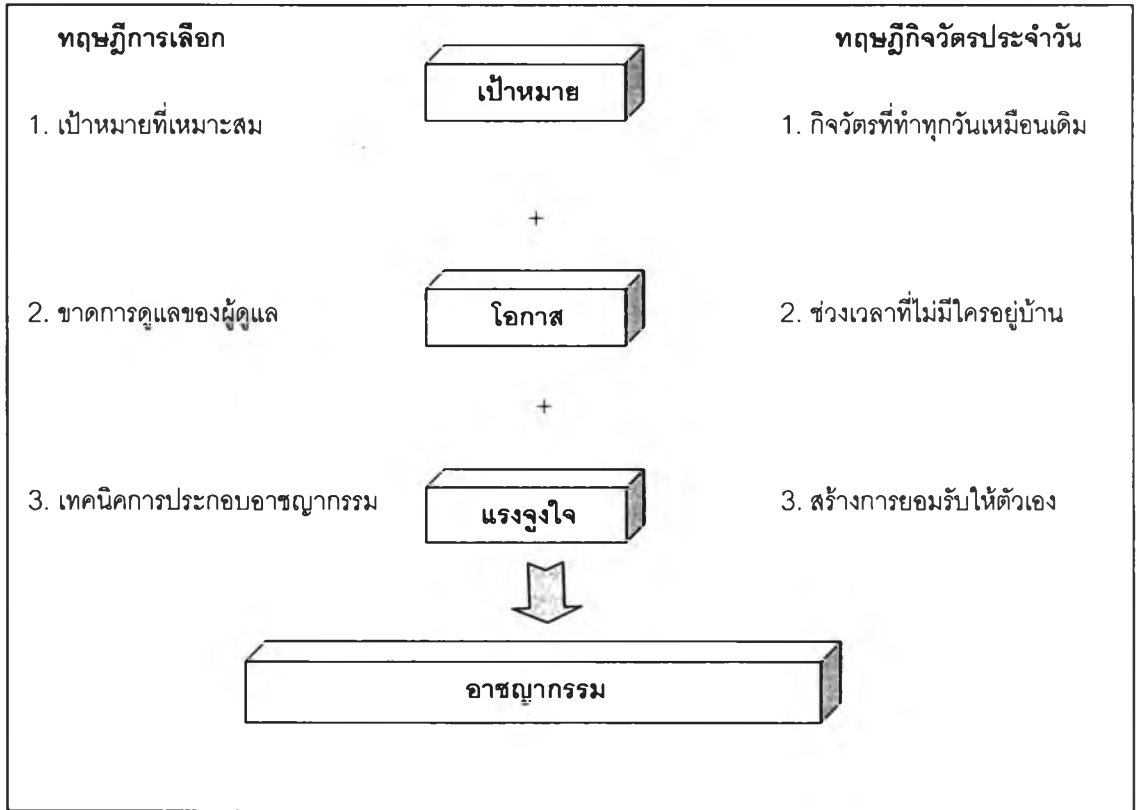 ทฤษฎีการเลือก
ทฤษฎีกิจวัตรประจำวัน
เป้าหมาย
1. เป้าหมายที่เหมาะสม
1. กิจวัตรที่ทำทุกวันเหมือนเดิม
+
2. ขาดการดูแลของผู้ดูแล
โอกาส
2. ช่วงเวลาที่ไม่มีใครอยู่บ้าน
+
3. เทคนิคการประกอบอาชญากรรม
แรงจูงใจ
3. สร้างการยอมรับให้ตัวเอง
อาชญากรรม